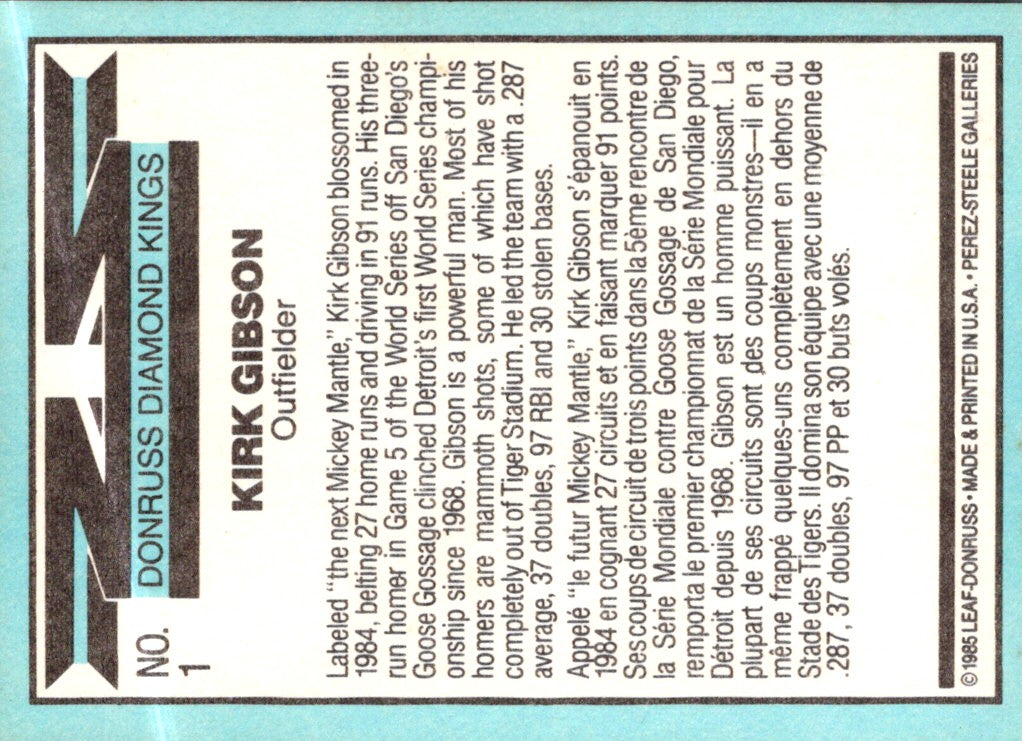 NO.
1
DONRUSS DIAMOND KINGS
KIRK GIBSON
Outfielder
Labeled "the next Mickey Mantle," Kirk Gibson blossomed in
1984, belting 27 home runs and driving in 91 runs. His three-
run homer in Game 5 of the World Series off San Diego's
Goose Gossage clinched Detroit's first World Series champi-
onship since 1968. Gibson is a powerful man. Most of his
homers are mammoth shots, some of which have shot
completely out of Tiger Stadium. He led the team with a .287
average, 37 doubles, 97 RBI and 30 stolen bases.
Appelé "le futur Mickey Mantle," Kirk Gibson s'épanouit en
1984 en cognant 27 circuits et en faisant marquer 91 points.
Ses coups de circuit de trois points dans la 5ème rencontre de
la Série Mondiale contre Goose Gossage de San Diego,
remporta le premier championnat de la Série Mondiale pour
Détroit depuis 1968. Gibson est un homme puissant. La
plupart de ses circuits sont des coups monstres—il en a
même frappé quelques-uns complètement en dehors du
Stade des Tigers. Il domina son équipe avec une moyenne de
.287, 37 doubles, 97 PP et 30 buts volés.
©1985 LEAF-DONRUSS • MADE & PRINTED IN U.S.A. • PEREZ-STEELE GALLERIES